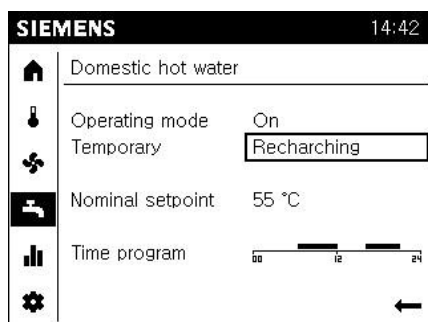 SIEMENS 14:42
Domestic hot water
Operating mode On
Temporary Recharching
Nominal setpoint 55 °C
Time program
00 12 24